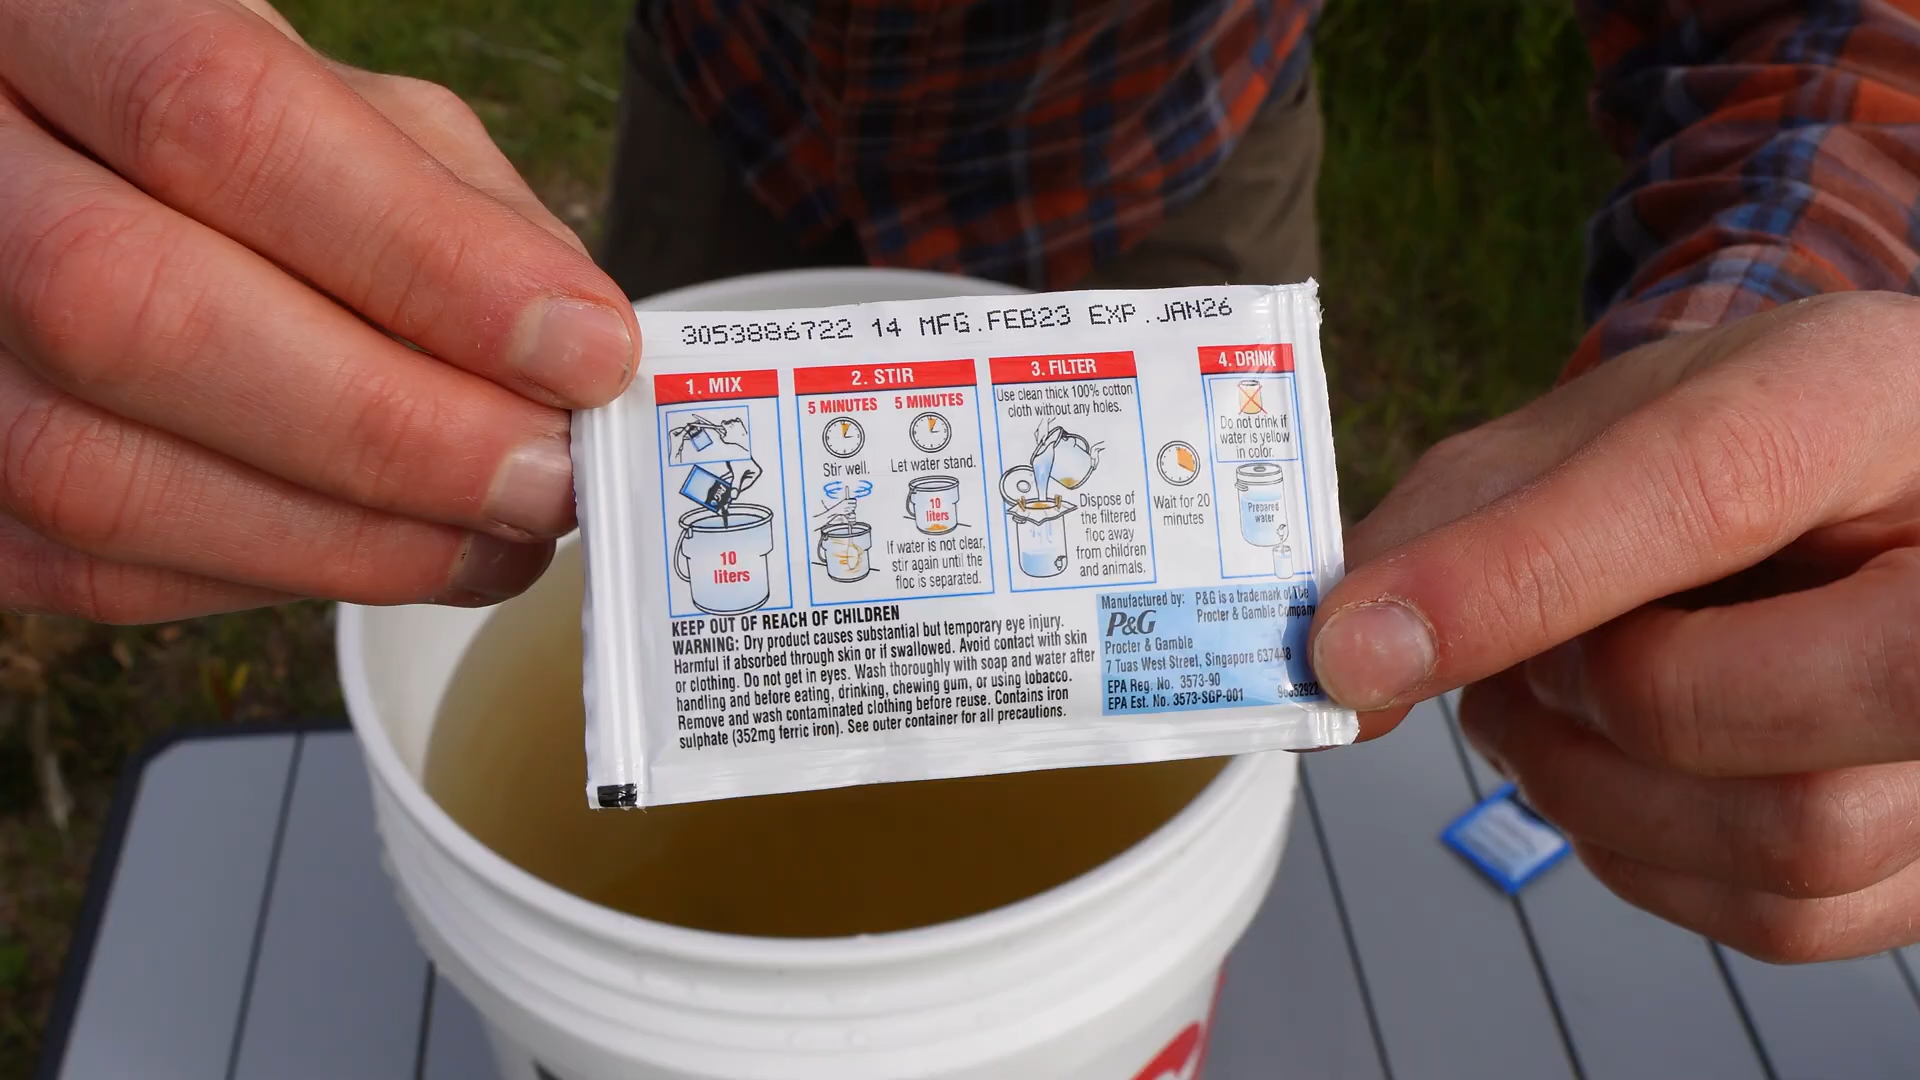 3053886722 14 MFG.FEB23 EXP.JAN26
1. MIX
10
liters
2. STIR
5 MINUTES 5 MINUTES
Stir well. Let water stand.
10
liters
If water is not clear,
stir again until the
floc is separated.
3. FILTER
Use clean thick 100% cotton
cloth without any holes.
Dispose of
the filtered
floc away
from children
and animals.
Wait for 20
minutes
4. DRINK
Do not drink if
water is yellow
in color.
Prepared
water
KEEP OUT OF REACH OF CHILDREN
WARNING: Dry product causes substantial but temporary eye injury.
Harmful if absorbed through skin or if swallowed. Avoid contact with skin
or clothing. Do not get in eyes. Wash thoroughly with soap and water after
handling and before eating, drinking, chewing gum, or using tobacco.
Remove and wash contaminated clothing before reuse. Contains iron
sulphate (352mg ferric iron). See outer container for all precautions.
Manufactured by: P&G is a trademark of The
P&G Procter & Gamble Company
Procter & Gamble
7 Tuas West Street, Singapore 637448
EPA Reg. No. 3573-90
EPA Est. No. 3573-SGP-001